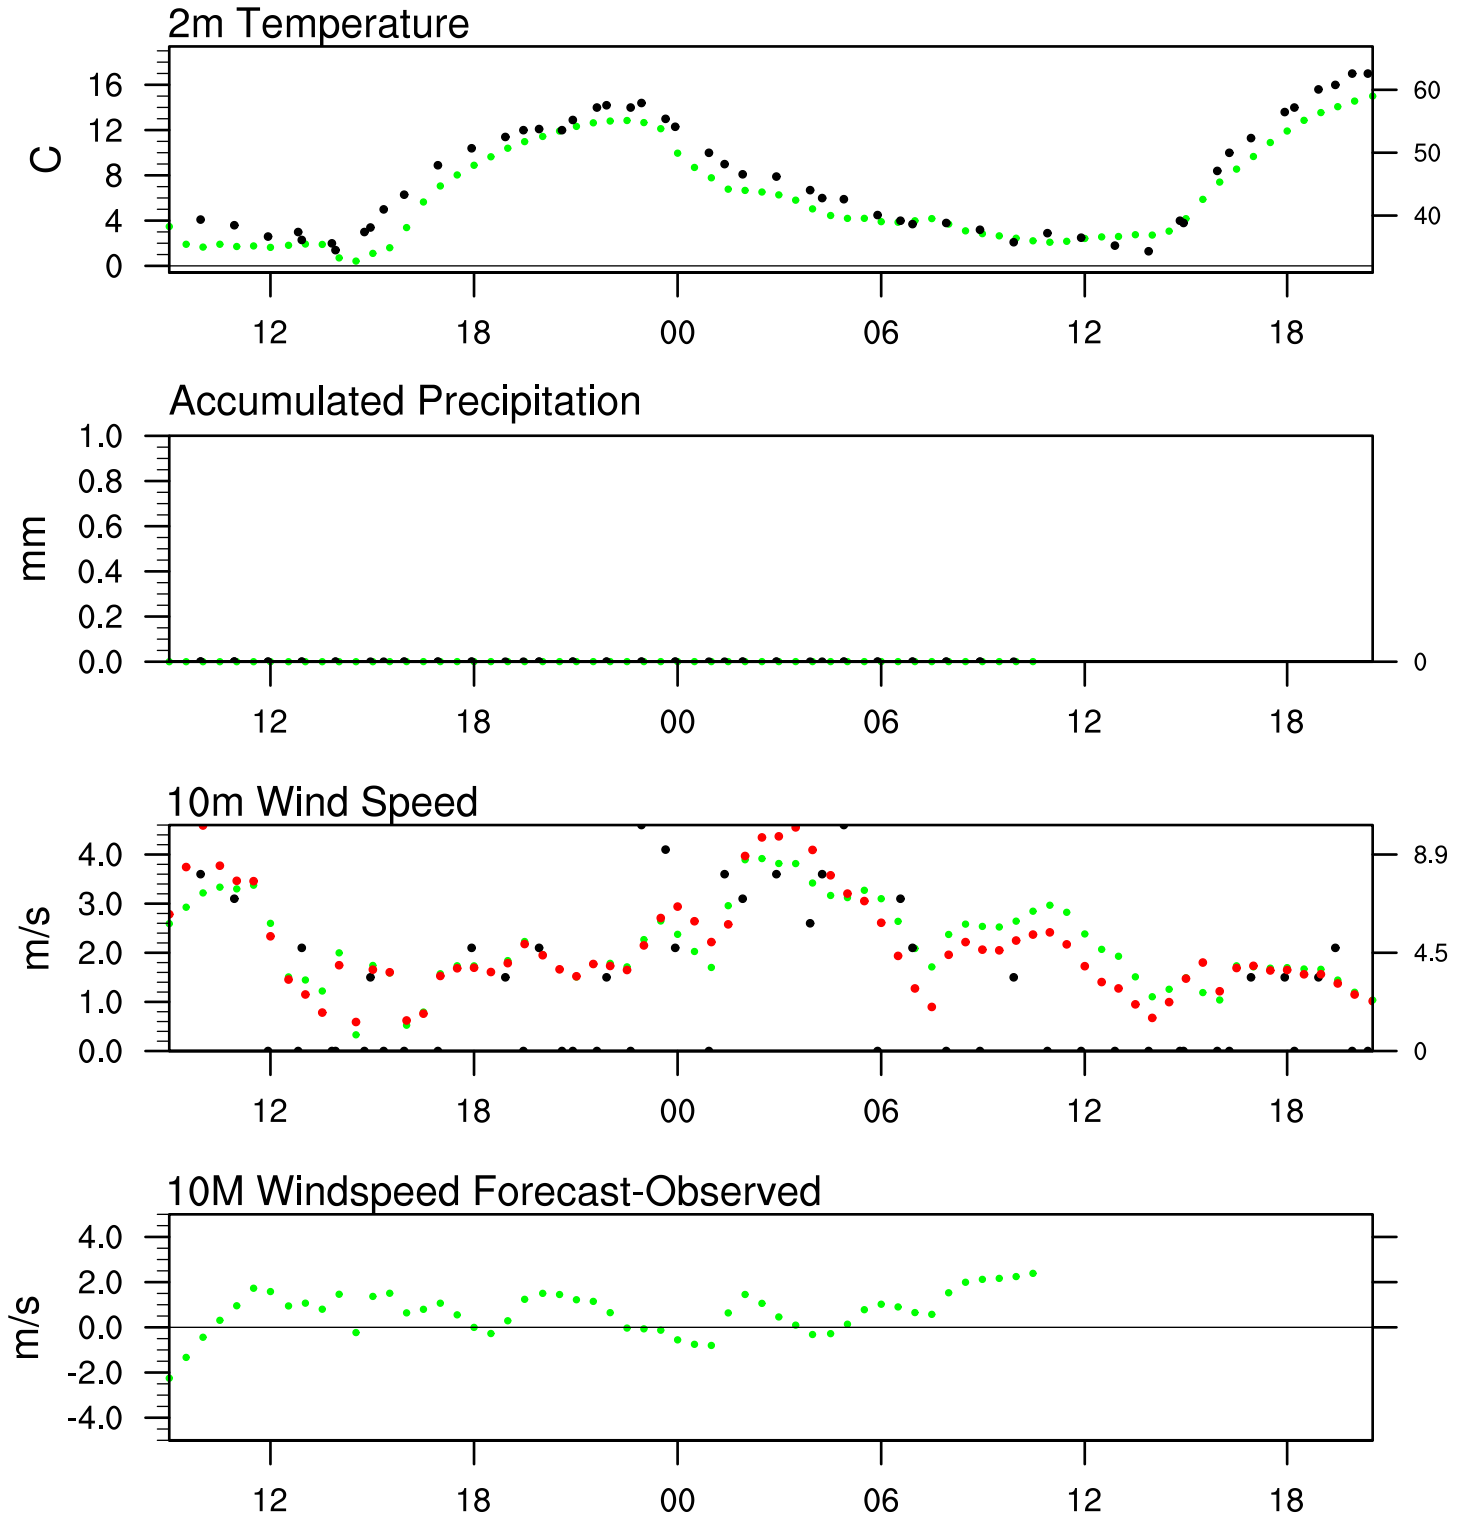 2m Temperature
C
16
12
8
4
0
60
50
40
12 18 00 06 12 18
Accumulated Precipitation
mm
1.0
0.8
0.6
0.4
0.2
0.0
0
12 18 00 06 12 18
10m Wind Speed
m/s
4.0
3.0
2.0
1.0
0.0
8.9
4.5
0
12 18 00 06 12 18
10M Windspeed Forecast-Observed
m/s
4.0
2.0
0.0
-2.0
-4.0
12 18 00 06 12 18